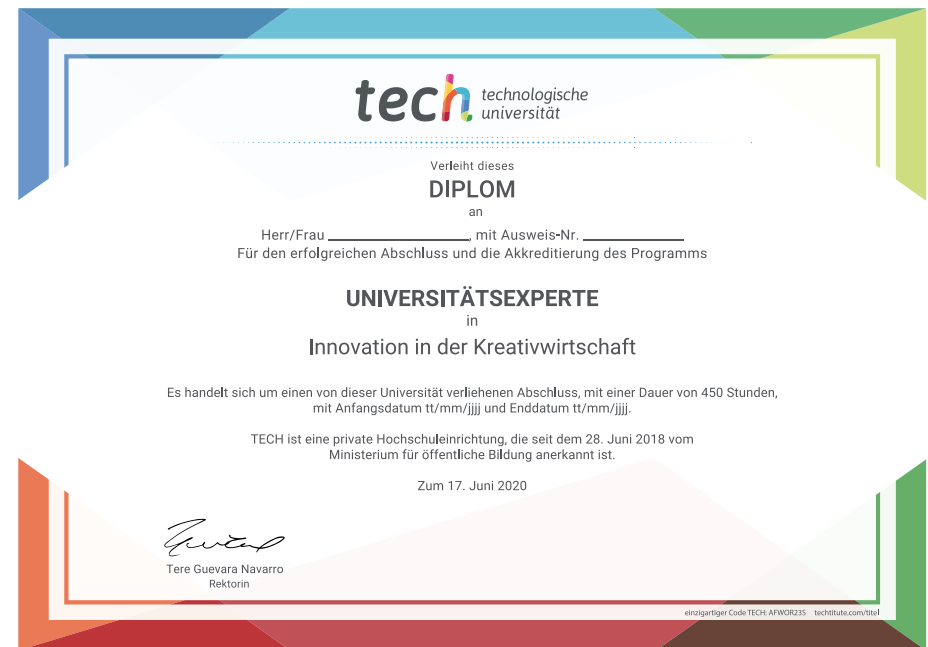 tech technologische
universität
Verleiht dieses
DIPLOM
an
Herr/Frau ____________, mit Ausweis-Nr. ____________
Für den erfolgreichen Abschluss und die Akkreditierung des Programms
UNIVERSITÄTSEXPERTE
in
Innovation in der Kreativwirtschaft
Es handelt sich um einen von dieser Universität verliehenen Abschluss, mit einer Dauer von 450 Stunden,
mit Anfangsdatum tt/mm/jjjj und Enddatum tt/mm/jjjj.
TECH ist eine private Hochschuleinrichtung, die seit dem 28. Juni 2018 vom
Ministerium für öffentliche Bildung anerkannt ist.
Zum 17. Juni 2020
Tere Guevara Navarro
Rektorin
einzigartiger Code TECH: AFWOR23S techtitute.com/titel